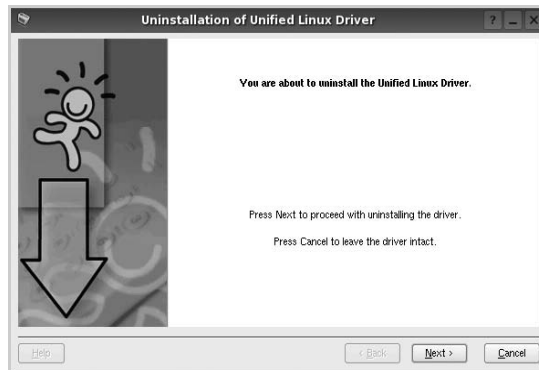 Uninstallation of Unified Linux Driver
? _ X
You are about to uninstall the Unified Linux Driver.
Press Next to proceed with uninstalling the driver.
Press Cancel to leave the driver intact.
Help
< Back
Next >
Cancel